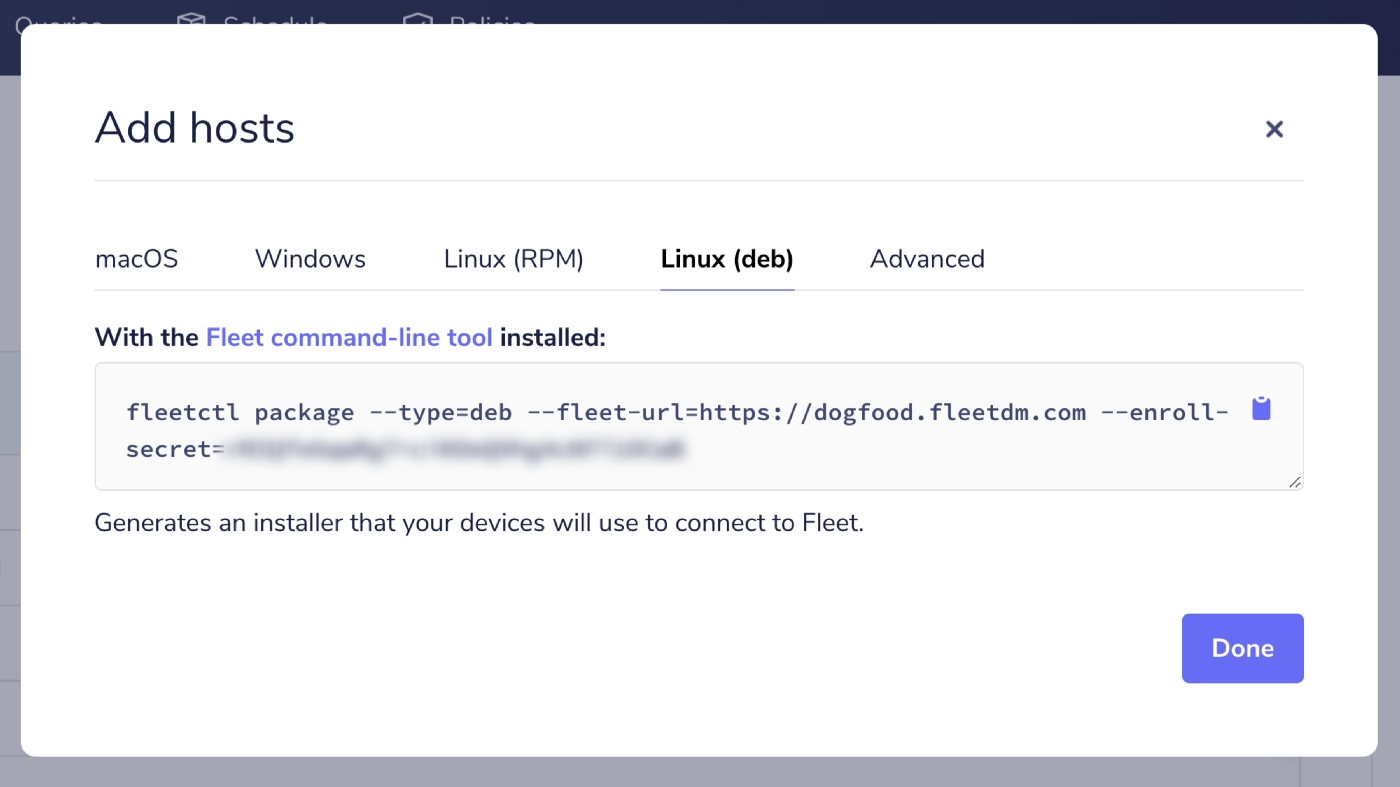 Queries Schedule Policies
Add hosts
macOS Windows Linux (RPM) Linux (deb) Advanced
With the Fleet command-line tool installed:
fleetctl package --type=deb --fleet-url=https://dogfood.fleetdm.com --enroll-
secret=
Generates an installer that your devices will use to connect to Fleet.
Done